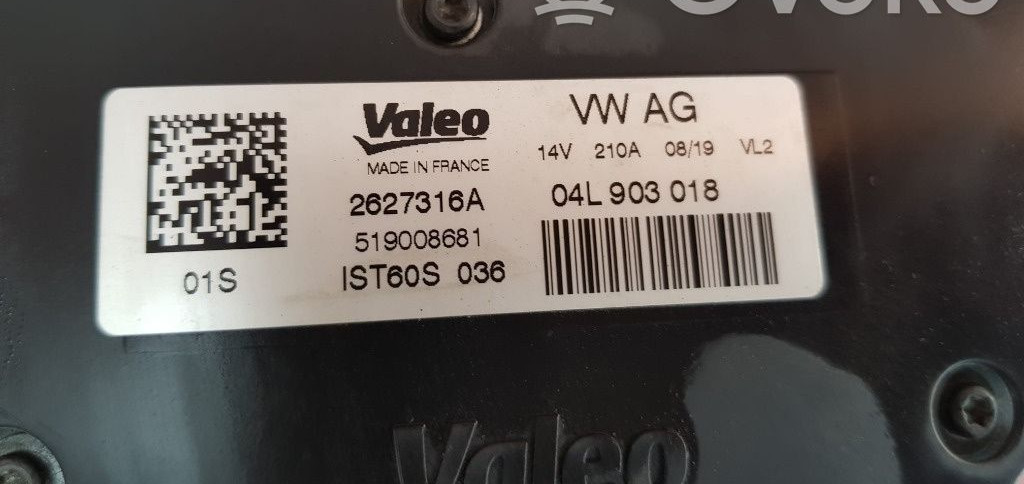 Valeo
MADE IN FRANCE
2627316A
519008681
IST60S 036
01S
VW AG
14V 210A 08/19 VL2
04L 903 018
Valeo